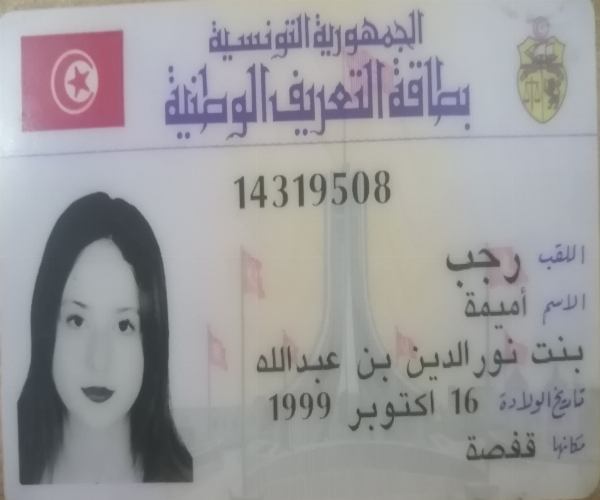 الجمهورية التونسية
بطاقة التعريف الوطنية
14319508
اللقب رجب
الاسم أميمة
بنت نورالدين بن عبدالله
تاريخ الولادة 16 اكتوبر 1999
مكانها قفصة